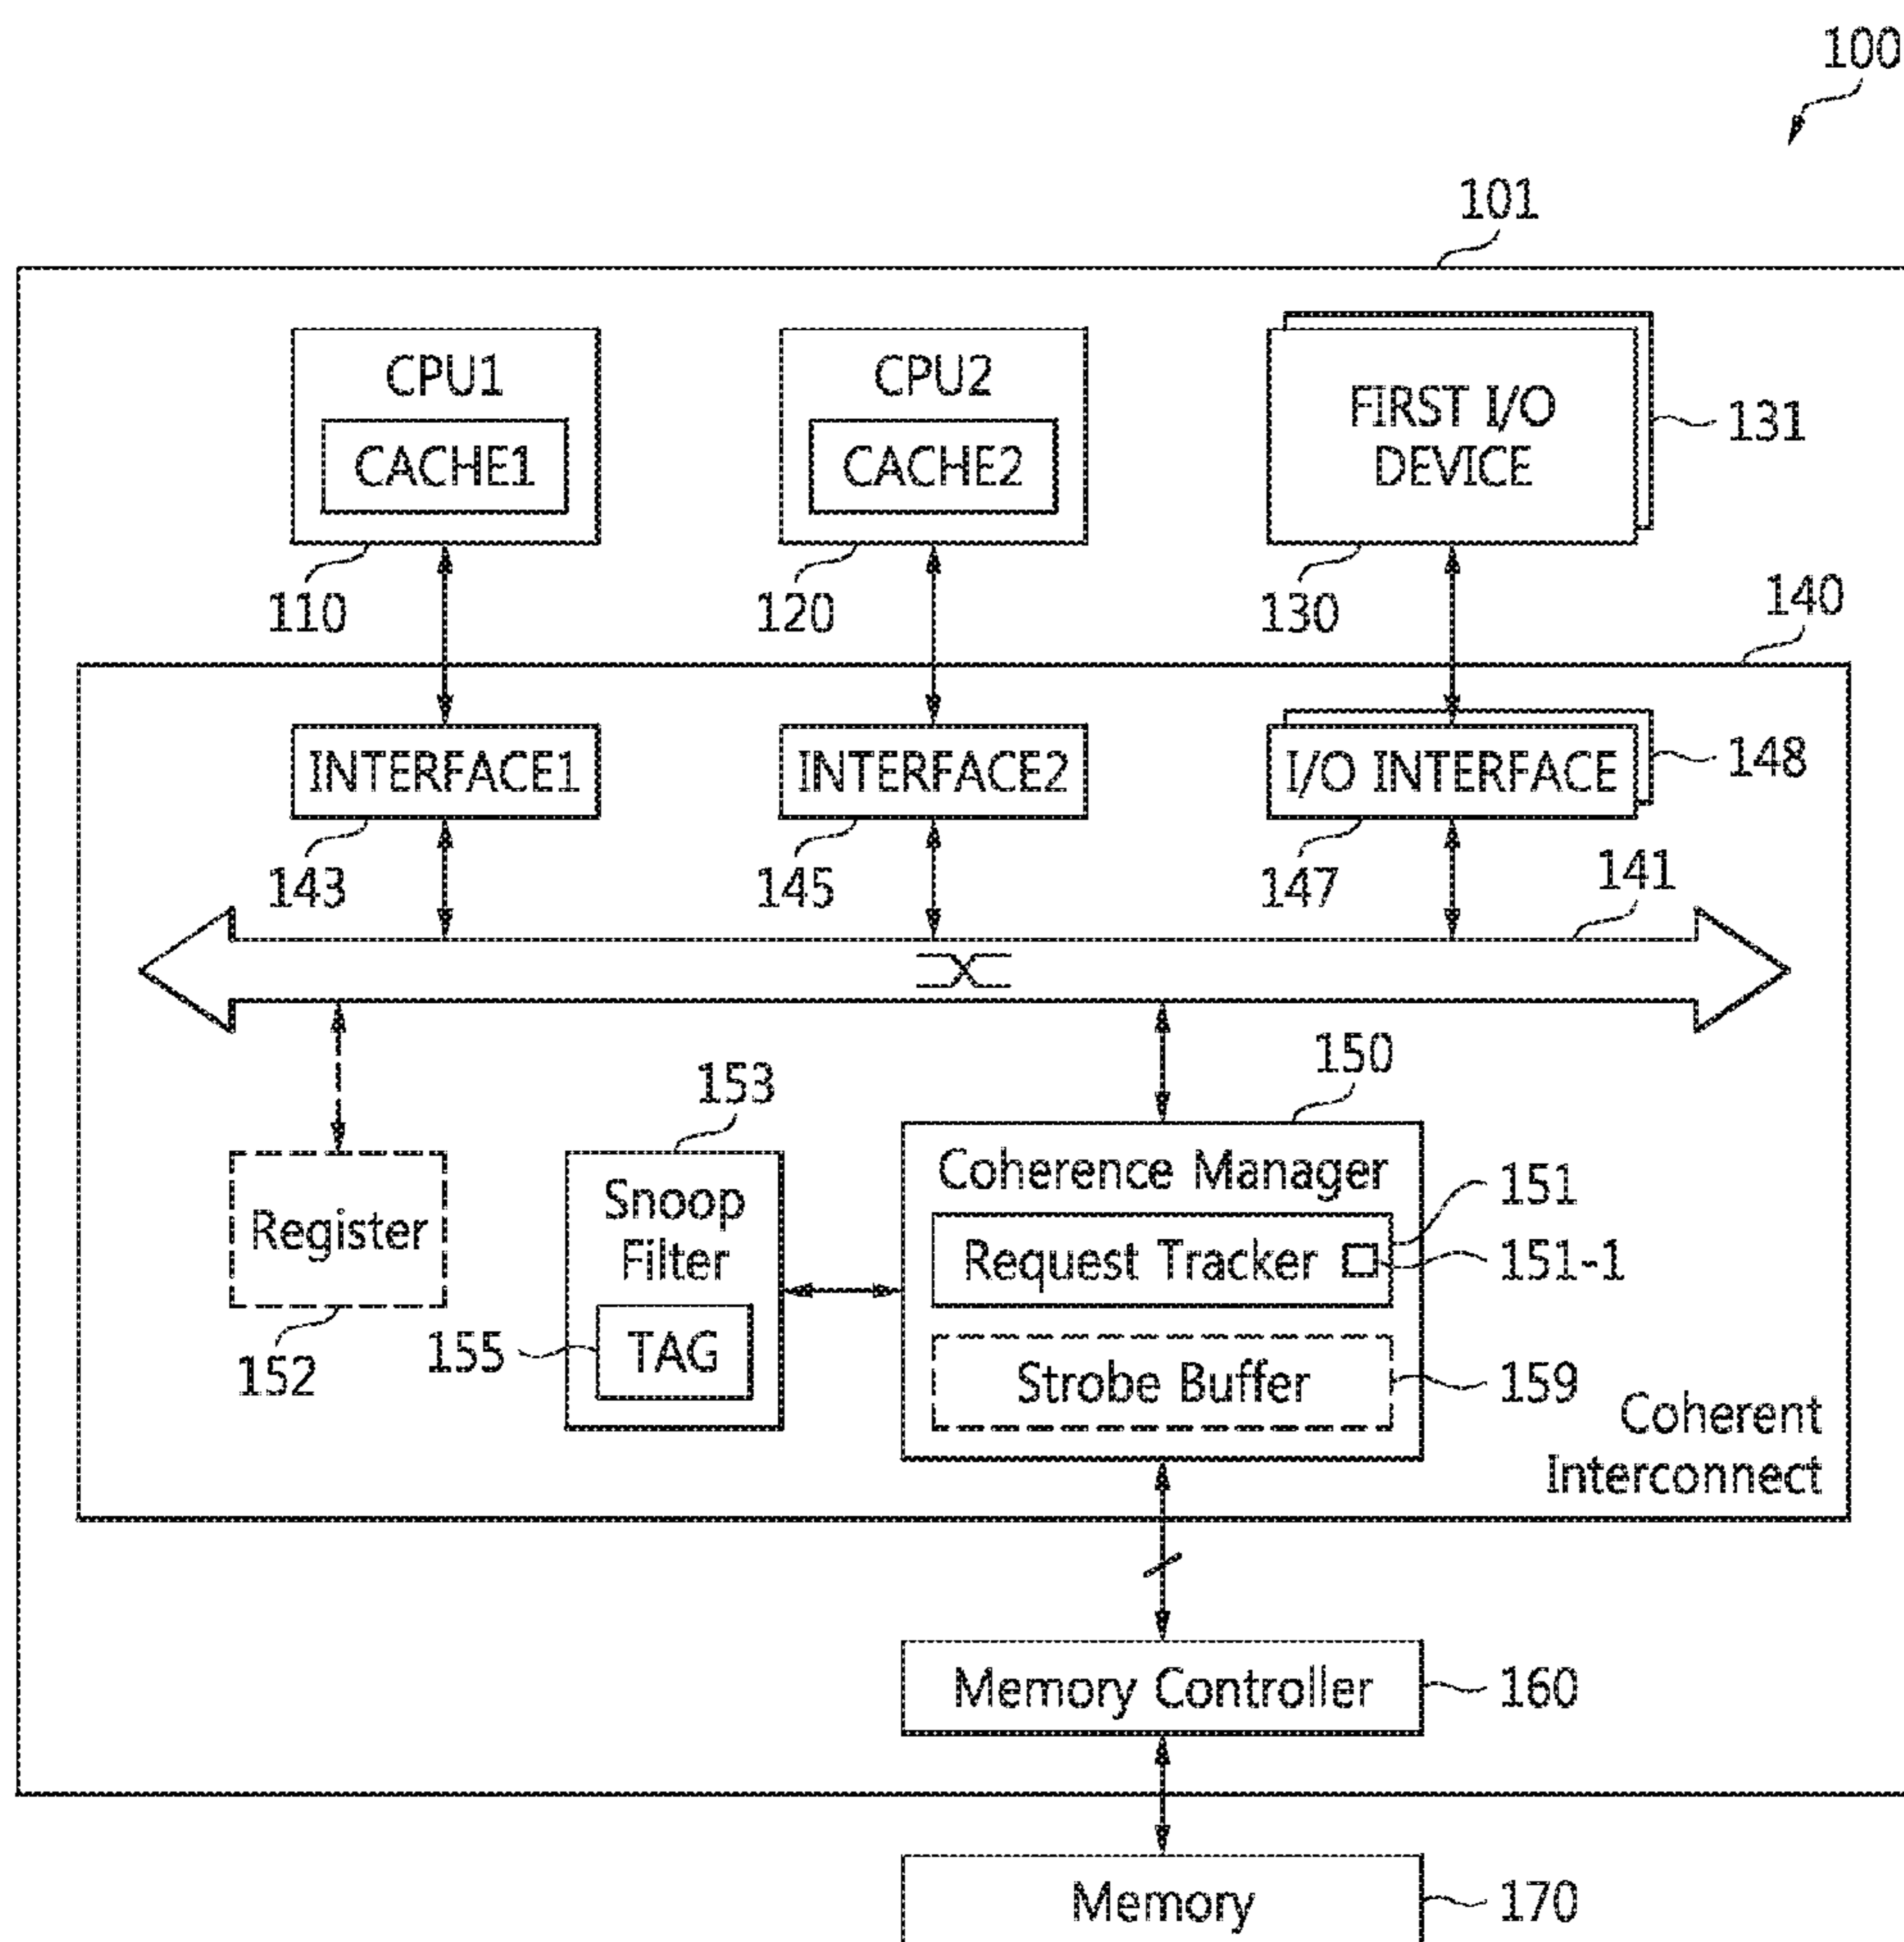 100
101
CPU1
CACHE1
110
CPU2
CACHE2
120
FIRST I/O
DEVICE
131
130
140
INTERFACE1
143
INTERFACE2
145
I/O INTERFACE
148
147
141
150
153
Register
152
Snoop
Filter
155
TAG
Coherence Manager
151
Request Tracker
151-1
Strobe Buffer
159
Coherent
Interconnect
Memory Controller
160
Memory
170